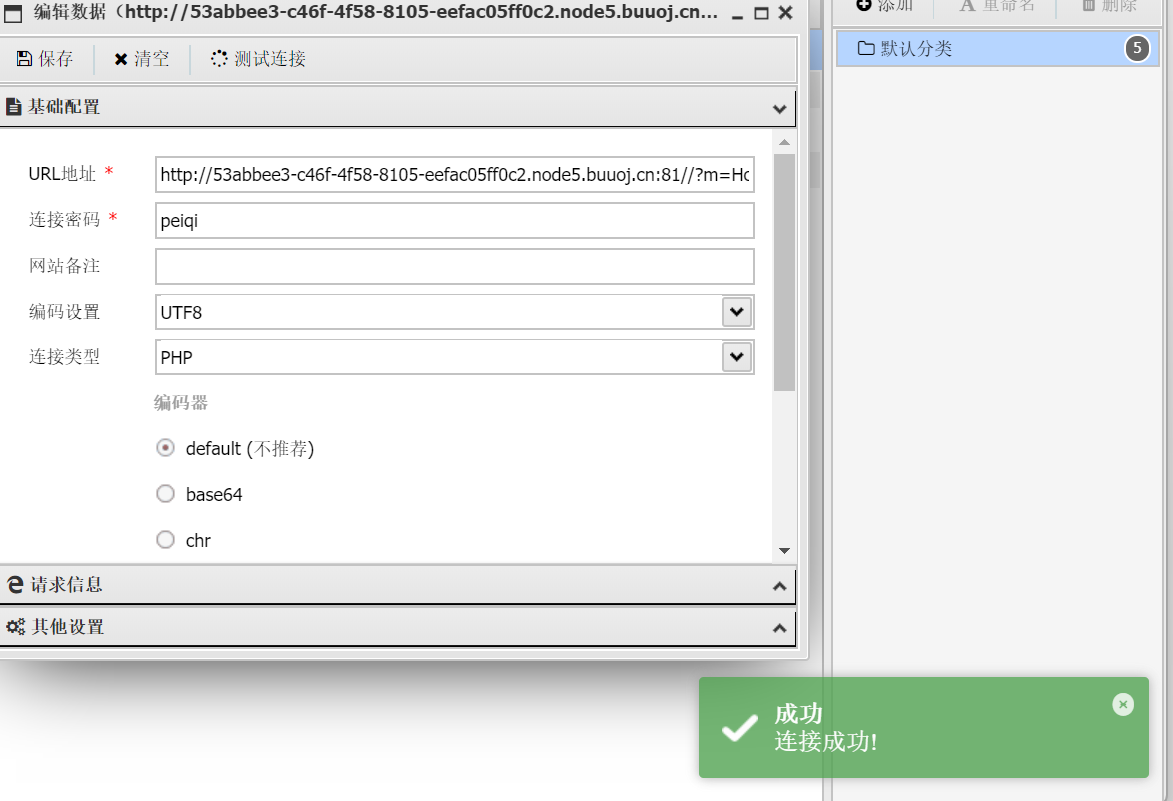 编辑数据（http://53abbee3-c46f-4f58-8105-eefac05ff0c2.node5.buuoj.cn...
保存 清空 测试连接
添加 重命名 删除
默认分类 5
基础配置
URL地址 * http://53abbee3-c46f-4f58-8105-eefac05ff0c2.node5.buuoj.cn:81//?m=Ho
连接密码 * peiqi
网站备注
编码设置 UTF8
连接类型 PHP
编码器
default (不推荐)
base64
chr
请求信息
其他设置
成功
连接成功!